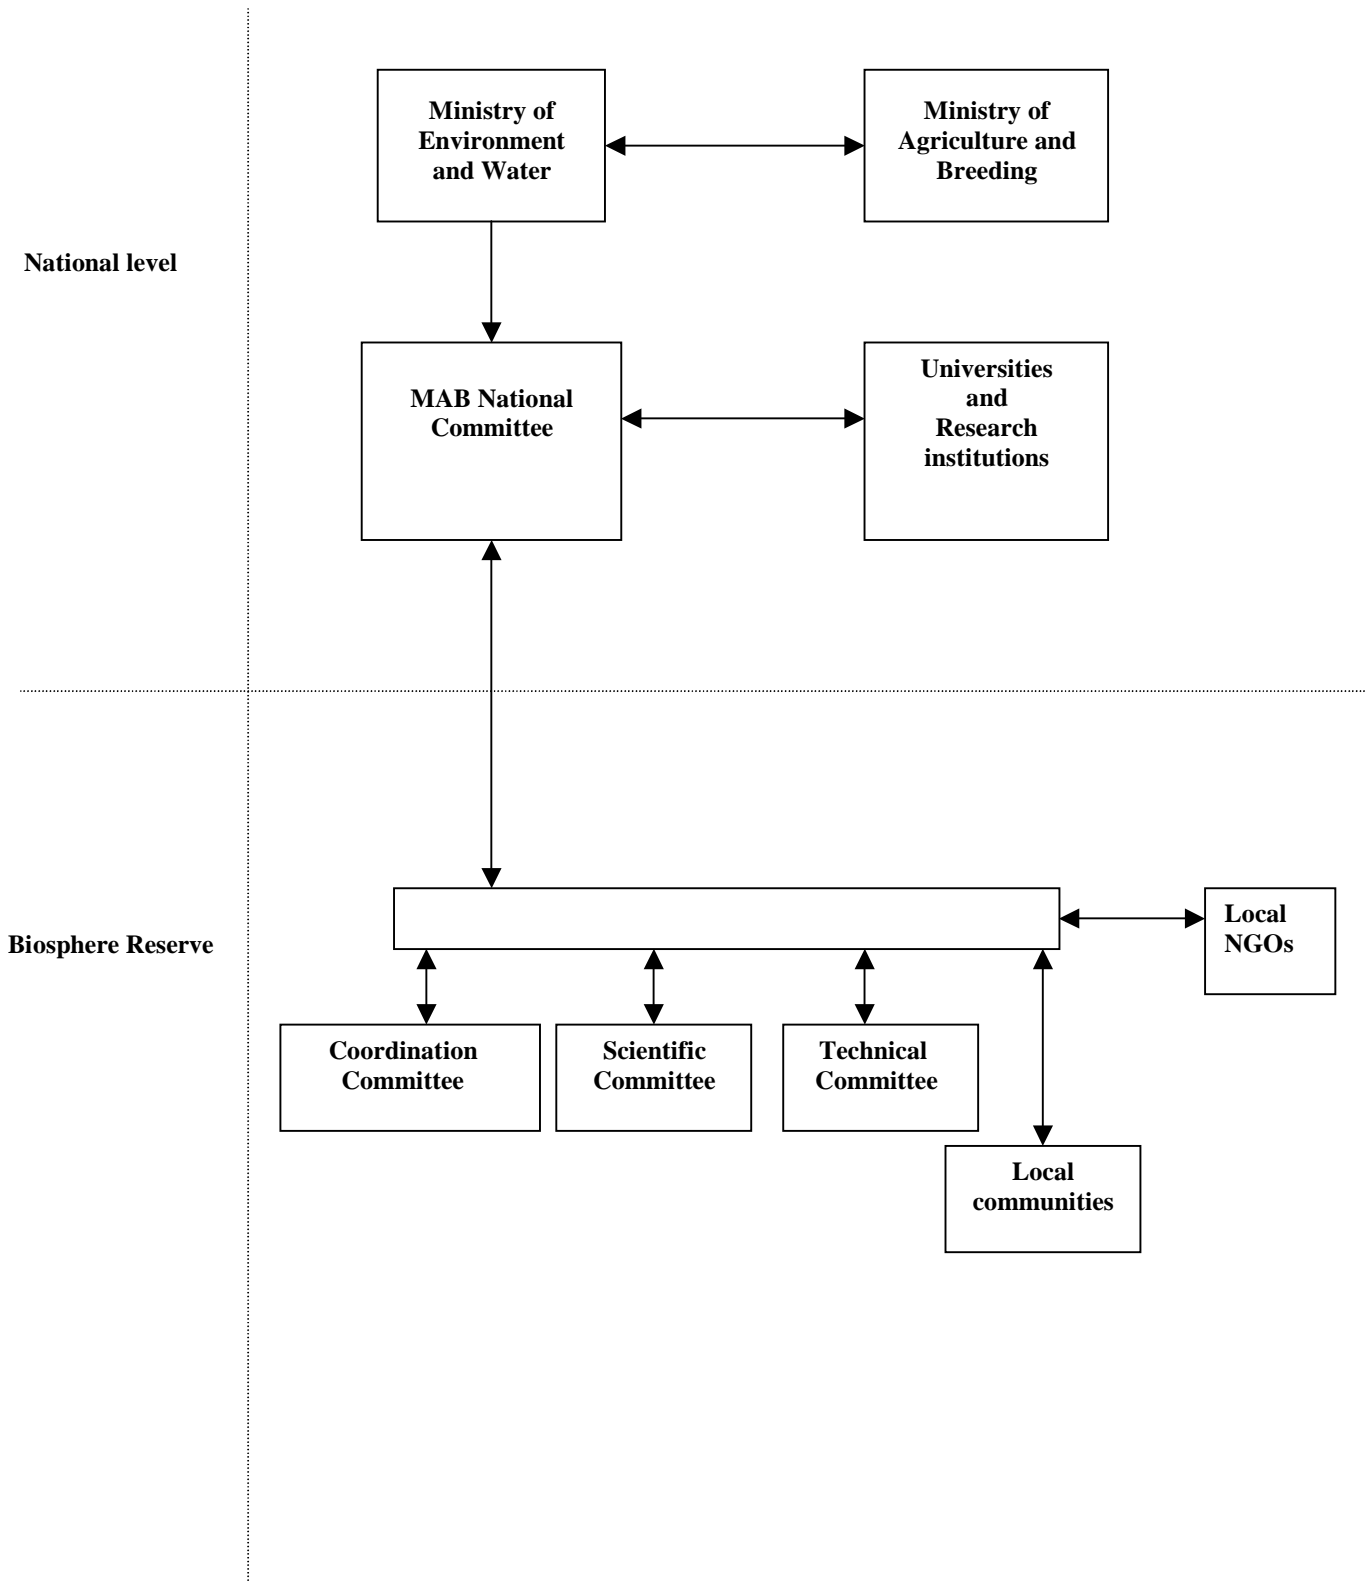 Ministry of
Environment
and Water
Ministry of
Agriculture and
Breeding
National level
MAB National
Committee
Universities
and
Research
institutions
Biosphere Reserve
Local
NGOs
Coordination
Committee
Scientific
Committee
Technical
Committee
Local
communities